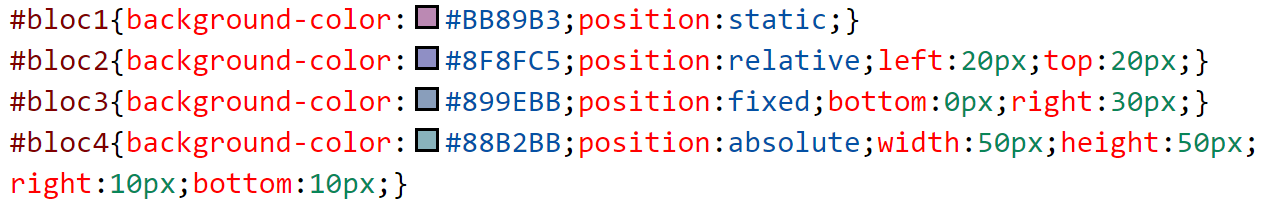 #bloc1{background-color:#BB89B3;position:static;}
#bloc2{background-color:#8F8FC5;position:relative;left:20px;top:20px;}
#bloc3{background-color:#899EBB;position:fixed;bottom:0px;right:30px;}
#bloc4{background-color:#88B2BB;position:absolute;width:50px;height:50px;
right:10px;bottom:10px;}